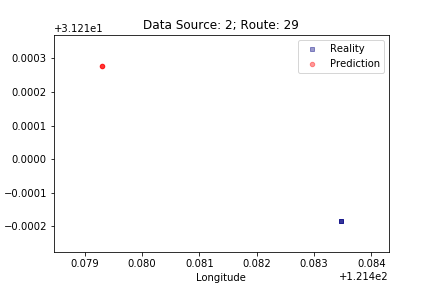 Data Source: 2; Route: 29
+3.121e1
Reality
Prediction
0.0003
0.0002
0.0001
0.0000
−0.0001
−0.0002
0.079 0.080 0.081 0.082 0.083 0.084
Longitude
+1.214e2